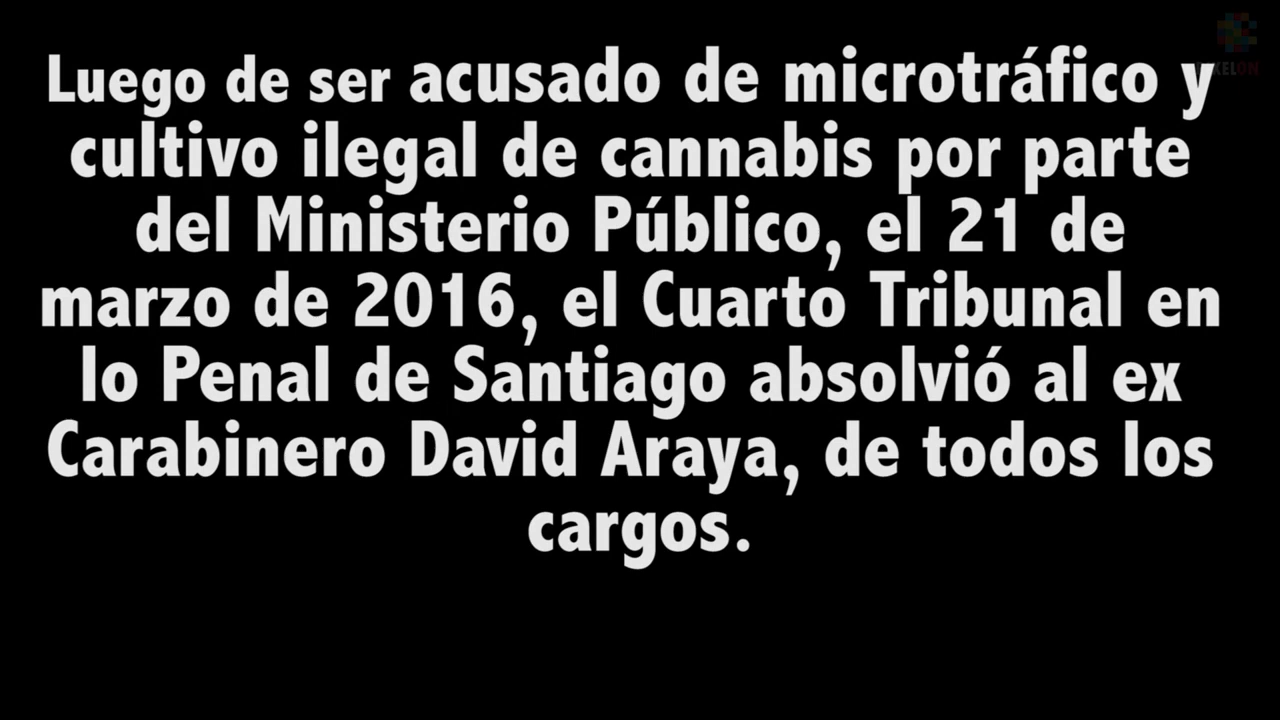 Luego de ser acusado de microtráfico y
cultivo ilegal de cannabis por parte
del Ministerio Público, el 21 de
marzo de 2016, el Cuarto Tribunal en
lo Penal de Santiago absolvió al ex
Carabinero David Araya, de todos los
cargos.